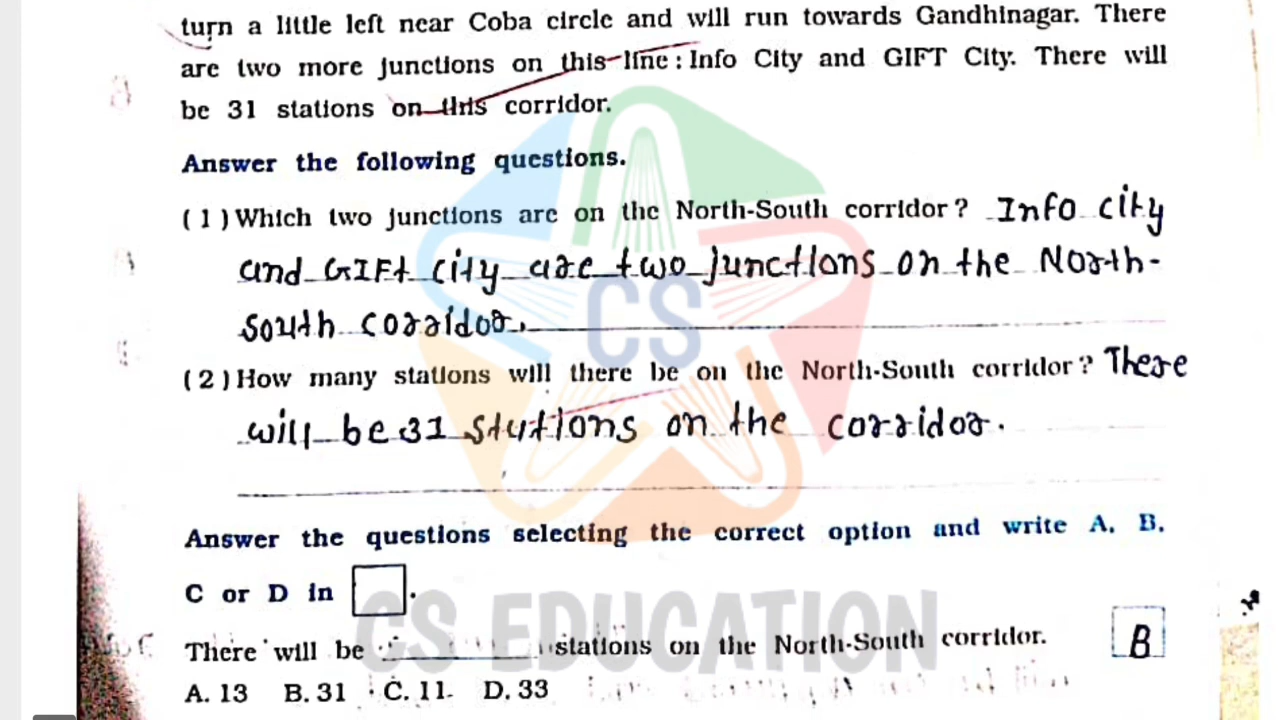 turn a little left near Coba circle and will run towards Gandhinagar. There
are two more junctions on this line : Info City and GIFT City. There will
be 31 stations on this corridor.
Answer the following questions.
( 1 ) Which two junctions are on the North-South corridor ? Info city
and GIFt city are two junctions on the North-
South corridor.
( 2 ) How many stations will there be on the North-South corridor ? There
will be 31 stations on the corridor.
CS
Answer the questions selecting the correct option and write A. B.
C or D in .
CS EDUCATION
There will be ________ stations on the North-South corridor. B
A. 13 B. 31 C. 11 D. 33